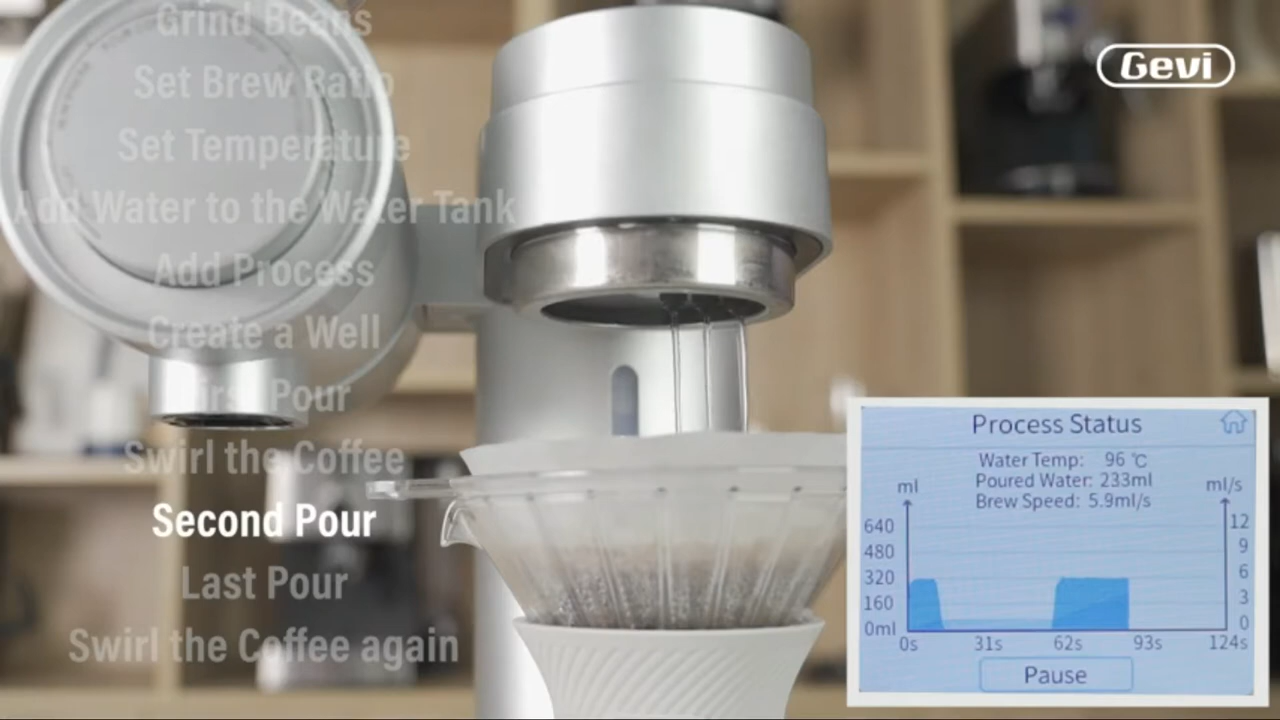 Grind Beans
Set Brew Ratio
Set Temperature
Add Water to the Water Tank
Add Process
Create a Well
First Pour
Swirl the Coffee
Second Pour
Last Pour
Swirl the Coffee again
Gevi
Process Status
Water Temp: 96 ℃
Poured Water: 233ml
Brew Speed: 5.9ml/s
ml
ml/s
640
480
320
160
0ml
12
9
6
3
0
0s 31s 62s 93s 124s
Pause